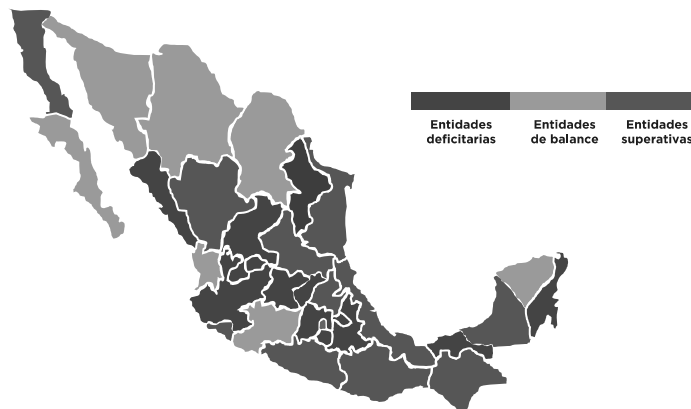 Entidades
deficitarias
Entidades
de balance
Entidades
superativas